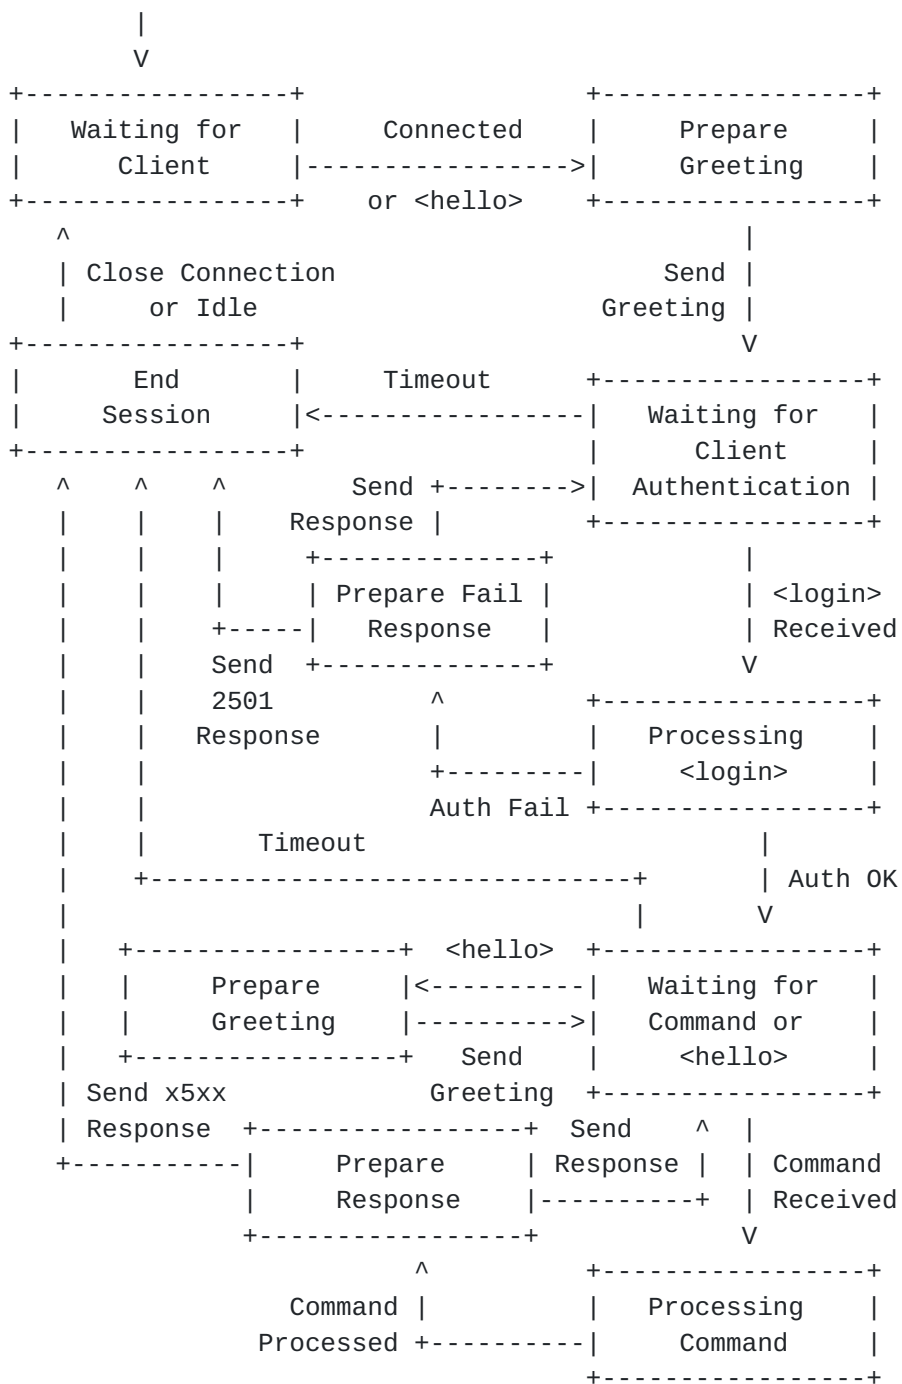 |
            V
    +-----------------+                  +-----------------+
    |   Waiting for   |     Connected    |     Prepare     |
    |      Client     |----------------->|     Greeting    |
    +-----------------+    or <hello>    +-----------------+
       ^                                           |
       | Close Connection                     Send |
       |     or Idle                      Greeting |
    +-----------------+                            V
    |       End       |     Timeout      +-----------------+
    |     Session     |<-----------------|   Waiting for   |
    +-----------------+                  |      Client     |
       ^    ^    ^        Send +-------->|  Authentication |
       |    |    |    Response |         +-----------------+
       |    |    |     +--------------+            |
       |    |    |     | Prepare Fail |            | <login>
       |    |    +-----|   Response   |            | Received
       |    |    Send  +--------------+            V
       |    |    2501          ^         +-----------------+
       |    |   Response       |         |   Processing    |
       |    |                  +---------|     <login>     |
       |    |                  Auth Fail +-----------------+
       |    |       Timeout                         |
       |    +-------------------------------+       | Auth OK
       |                                    |       V
       |   +-----------------+  <hello>  +-----------------+
       |   |     Prepare     |<----------|   Waiting for   |
       |   |     Greeting    |---------->|   Command or    |
       |   +-----------------+   Send    |     <hello>     |
       | Send x5xx             Greeting  +-----------------+
       | Response  +-----------------+  Send    ^  |
       +-----------|     Prepare     | Response |  | Command
                   |     Response    |----------+  | Received
                   +-----------------+             V
                              ^          +-----------------+
                      Command |          |   Processing    |
                    Processed +----------|     Command     |
                                         +-----------------+